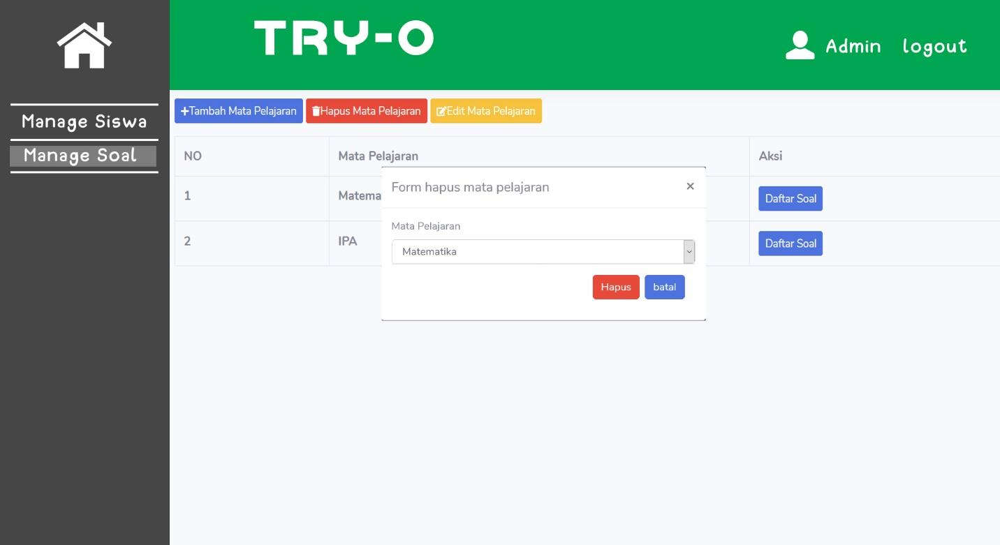 TRY-O
Admin logout
Manage Siswa
Manage Soal
Tambah Mata Pelajaran Hapus Mata Pelajaran Edit Mata Pelajaran
NO Mata Pelajaran Aksi
1 Matema Daftar Soal
2 IPA Daftar Soal
Form hapus mata pelajaran ×
Mata Pelajaran
Matematika
Hapus batal